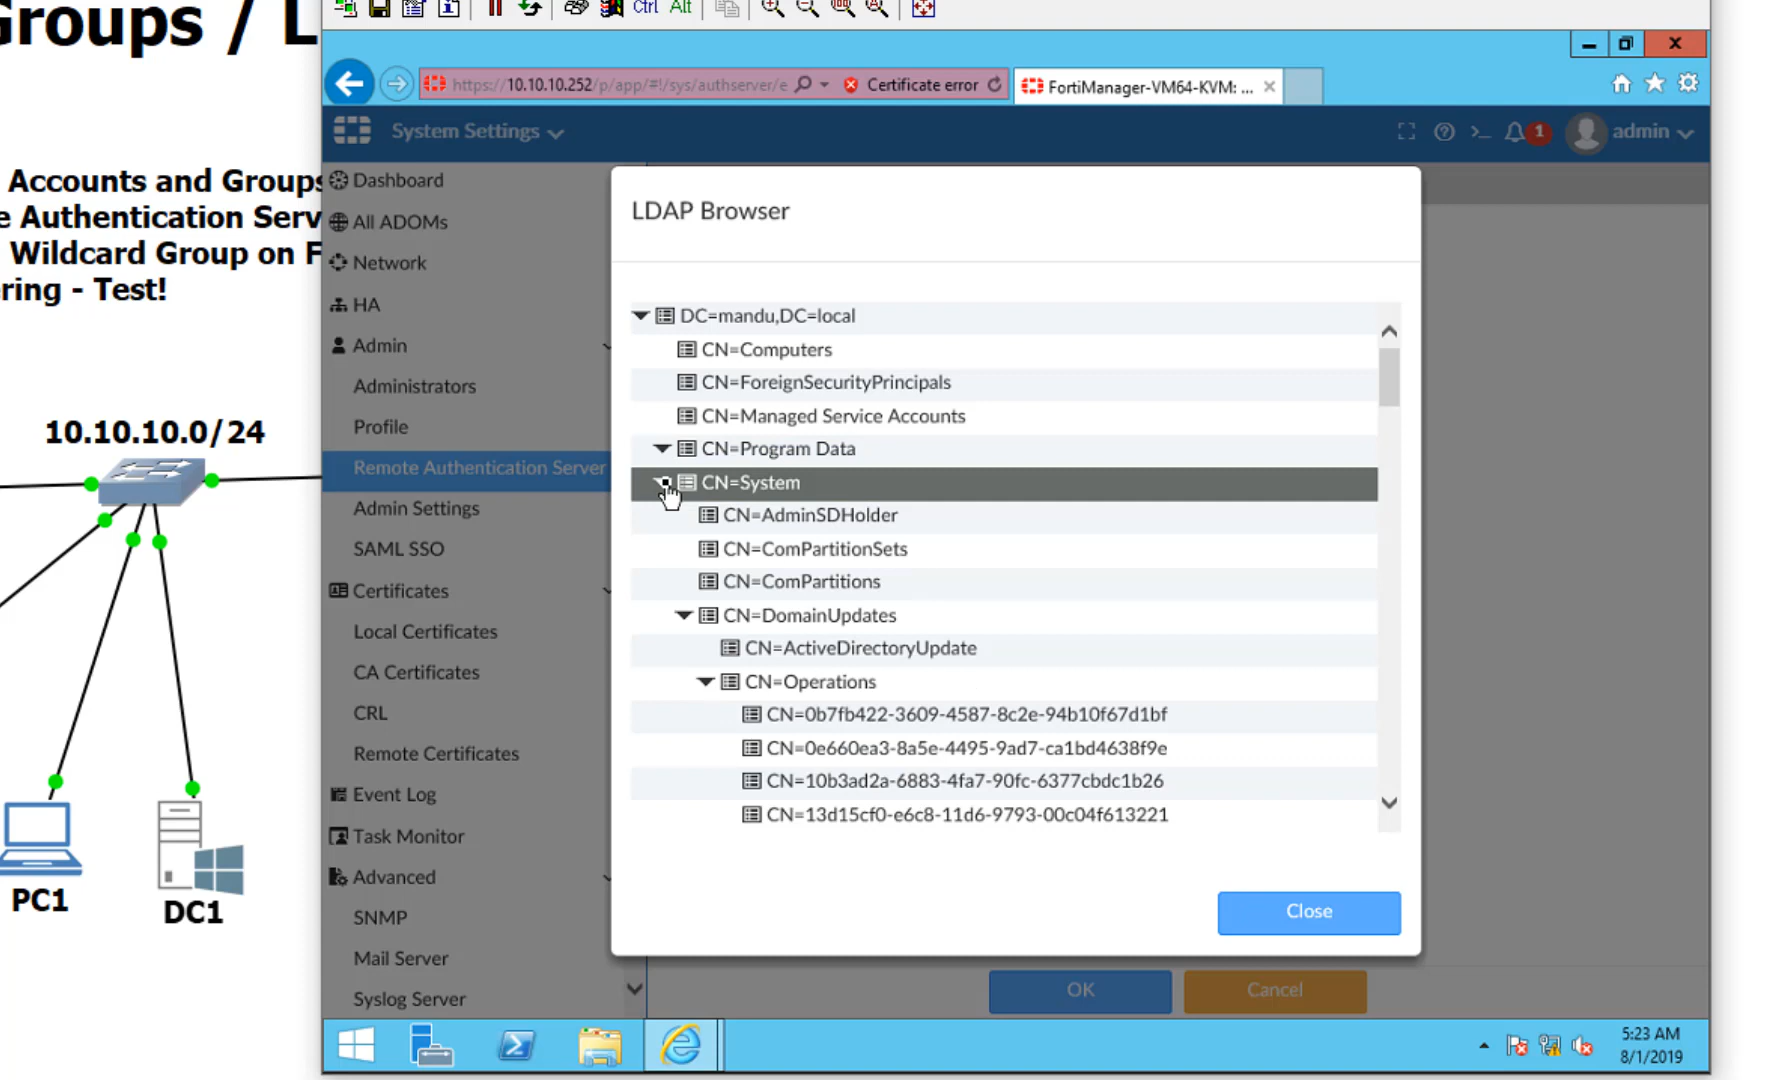 Groups / L
Accounts and Groups
e Authentication Serv
Wildcard Group on F
ering - Test!
10.10.10.0/24
PC1
DC1
Ctrl Alt
https://10.10.10.252/p/app/#!/sys/authserver/e
Certificate error
FortiManager-VM64-KVM: ...
System Settings
1
admin
Dashboard
All ADOMs
Network
HA
Admin
Administrators
Profile
Remote Authentication Server
Admin Settings
SAML SSO
Certificates
Local Certificates
CA Certificates
CRL
Remote Certificates
Event Log
Task Monitor
Advanced
SNMP
Mail Server
Syslog Server
LDAP Browser
DC=mandu,DC=local
CN=Computers
CN=ForeignSecurityPrincipals
CN=Managed Service Accounts
CN=Program Data
CN=System
CN=AdminSDHolder
CN=ComPartitionSets
CN=ComPartitions
CN=DomainUpdates
CN=ActiveDirectoryUpdate
CN=Operations
CN=0b7fb422-3609-4587-8c2e-94b10f67d1bf
CN=0e660ea3-8a5e-4495-9ad7-ca1bd4638f9e
CN=10b3ad2a-6883-4fa7-90fc-6377cbdc1b26
CN=13d15cf0-e6c8-11d6-9793-00c04f613221
Close
OK
Cancel
5:23 AM
8/1/2019